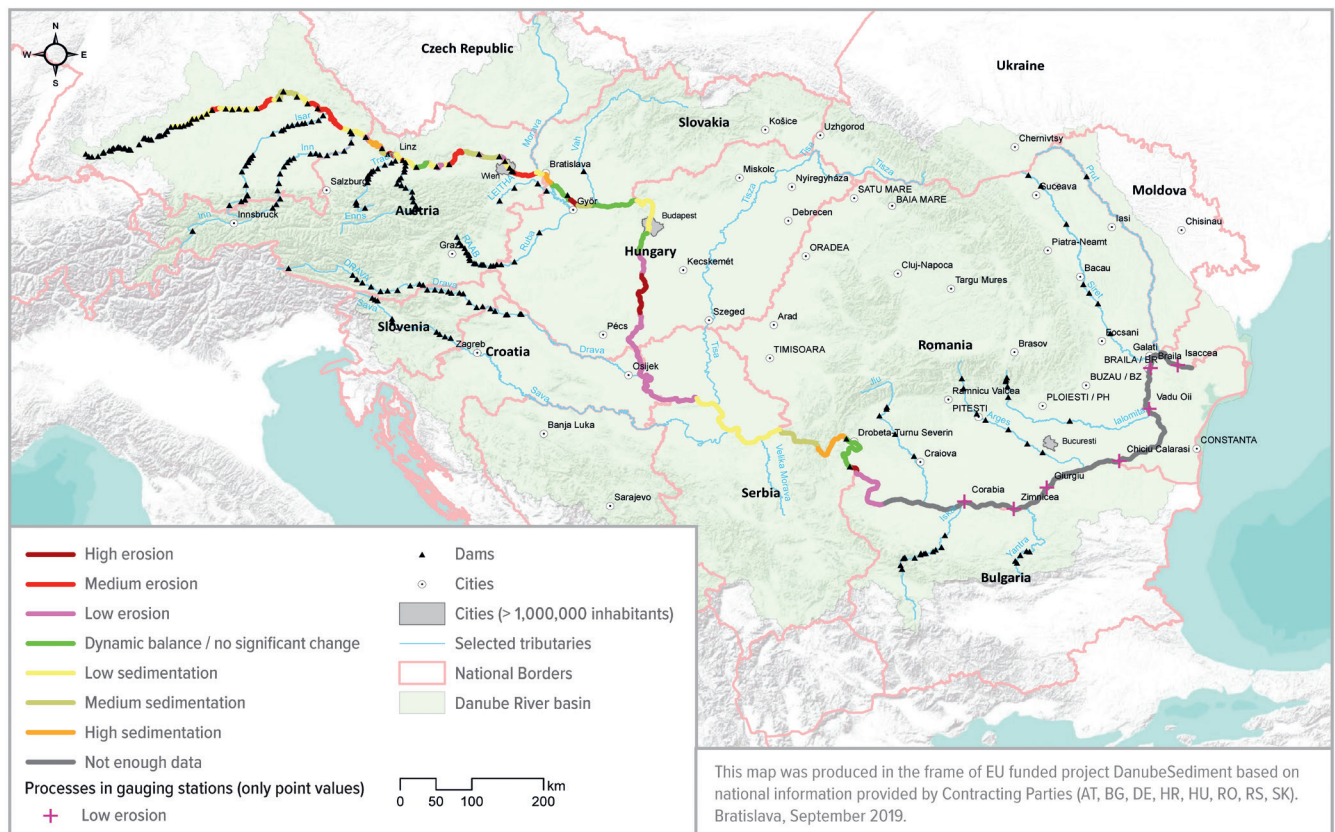 N
W E
S
Czech Republic
Ukraine
Slovakia
Košice
Uzhgorod
Chernivtsy
Morava
Vah
Isar
Inn
Linz
Traun
Wien
Bratislava
LEITHA
Miskolc
Tisa
Tisza
Nyíregyháza
Tisza
SATU MARE
BAIA MARE
Suceava
Prut
Moldova
Salzburg
Austria
Győr
Budapest
Debrecen
Iasi
Chisinau
Inn
Innsbruck
Enns
Graz
RAAB
Raba
Hungary
Kecskemét
ORADEA
Piatra-Neamt
Bacau
Cluj-Napoca
Targu Mures
Siret
DRAVA
Drava
Sava
Slovenia
Pécs
Szeged
Arad
Focsani
Zagreb
Croatia
Drava
Tisa
TIMISOARA
Romania
Brasov
Galati
BRAILA / BR
Braila
Isaccea
Osijek
BUZAU / BZ
Sava
Jiu
Ramnicu Valcea
PITEȘTI
PLOIESTI / PH
Vadu Oii
Ialomita
Arges
Banja Luka
Drobeta-Turnu Severin
Craiova
Bucuresti
Chiciu Calarasi
CONSTANTA
Velika Morava
Serbia
Giurgiu
Corabia
Zimnicea
Sarajevo
Iskar
Yantra
Bulgaria
High erosion
Medium erosion
Low erosion
Dynamic balance / no significant change
Low sedimentation
Medium sedimentation
High sedimentation
Not enough data
Processes in gauging stations (only point values)
Low erosion
Dams
Cities
Cities (> 1,000,000 inhabitants)
Selected tributaries
National Borders
Danube River basin
km
0 50 100 200
This map was produced in the frame of EU funded project DanubeSediment based on
national information provided by Contracting Parties (AT, BG, DE, HR, HU, RO, RS, SK).
Bratislava, September 2019.